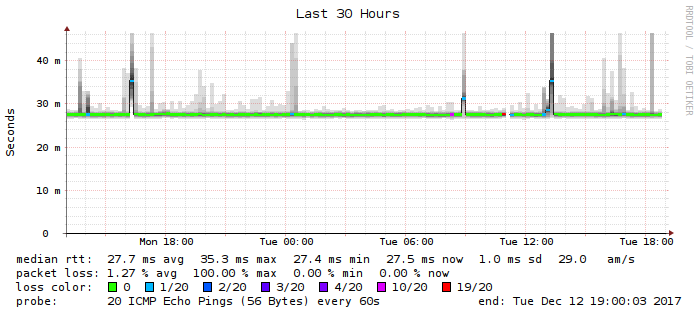 Last 30 Hours
RRDTOOL / TOBI OETIKER
Seconds
40 m
30 m
20 m
10 m
0
Mon 18:00 Tue 00:00 Tue 06:00 Tue 12:00 Tue 18:00
median rtt: 27.7 ms avg 35.3 ms max 27.4 ms min 27.5 ms now 1.0 ms sd 29.0 am/s
packet loss: 1.27 % avg 100.00 % max 0.00 % min 0.00 % now
loss color: 0 1/20 2/20 3/20 4/20 10/20 19/20
probe: 20 ICMP Echo Pings (56 Bytes) every 60s end: Tue Dec 12 19:00:03 2017